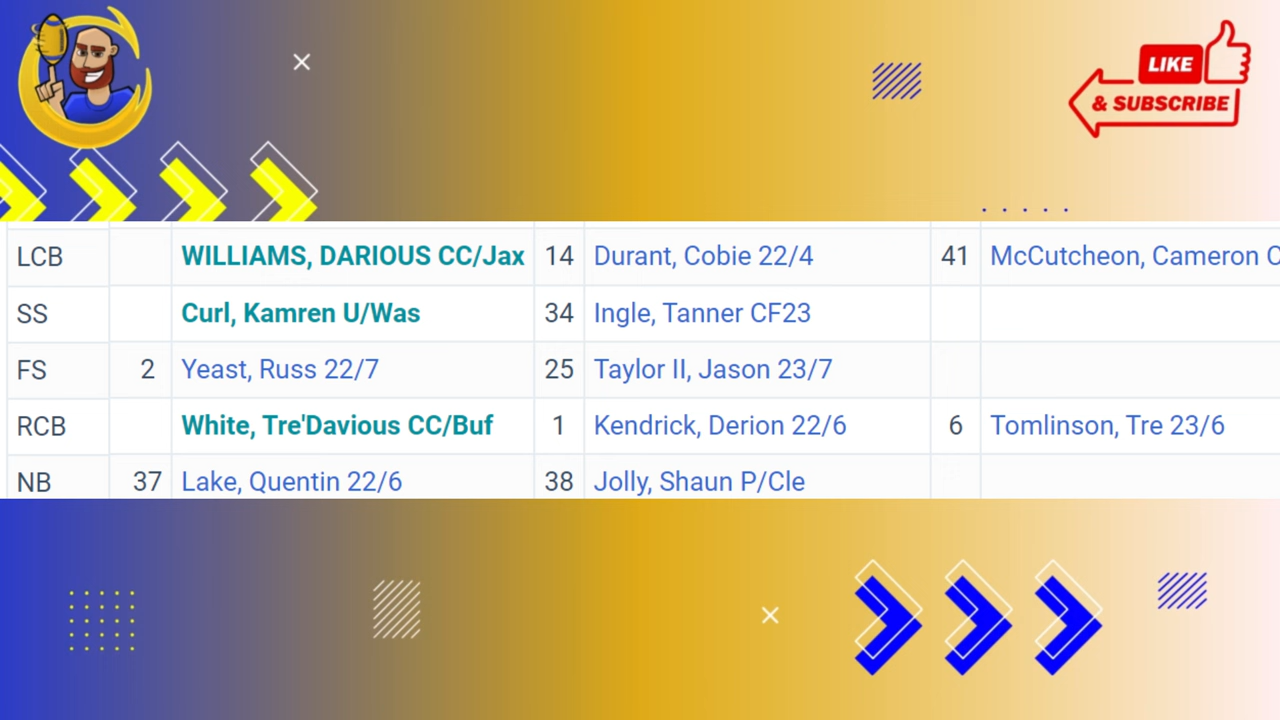 LIKE
& SUBSCRIBE
LCB WILLIAMS, DARIOUS CC/Jax 14 Durant, Cobie 22/4 41 McCutcheon, Cameron C
SS Curl, Kamren U/Was 34 Ingle, Tanner CF23
FS 2 Yeast, Russ 22/7 25 Taylor II, Jason 23/7
RCB White, Tre'Davious CC/Buf 1 Kendrick, Derion 22/6 6 Tomlinson, Tre 23/6
NB 37 Lake, Quentin 22/6 38 Jolly, Shaun P/Cle